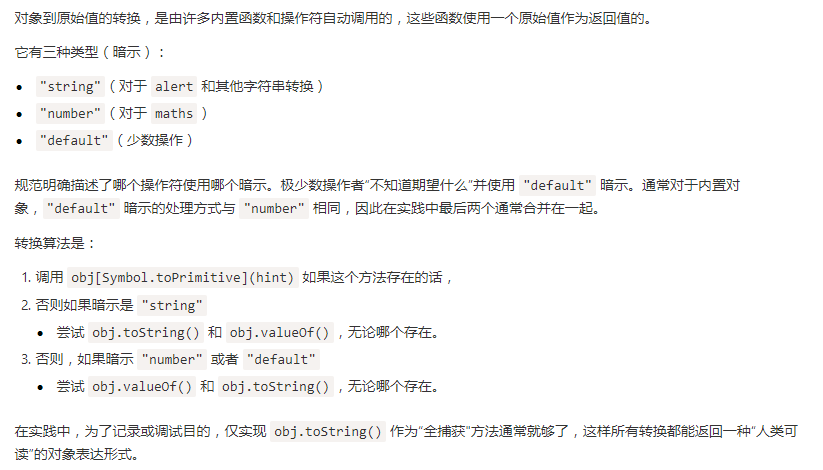 对象到原始值的转换，是由许多内置函数和操作符自动调用的，这些函数使用一个原始值作为返回值的。
它有三种类型（暗示）：
• "string"（对于 alert 和其他字符串转换）
• "number"（对于 maths ）
• "default"（少数操作）
规范明确描述了哪个操作符使用哪个暗示。极少数操作者“不知道期望什么”并使用 "default" 暗示。通常对于内置对
象，"default" 暗示的处理方式与 "number" 相同，因此在实践中最后两个通常合并在一起。
转换算法是：
1. 调用 obj[Symbol.toPrimitive](hint) 如果这个方法存在的话，
2. 否则如果暗示是 "string"
• 尝试 obj.toString() 和 obj.valueOf()，无论哪个存在。
3. 否则，如果暗示 "number" 或者 "default"
• 尝试 obj.valueOf() 和 obj.toString()，无论哪个存在。
在实践中，为了记录或调试目的，仅实现 obj.toString() 作为“全捕获”方法通常就够了，这样所有转换都能返回一种“人类可
读”的对象表达形式。